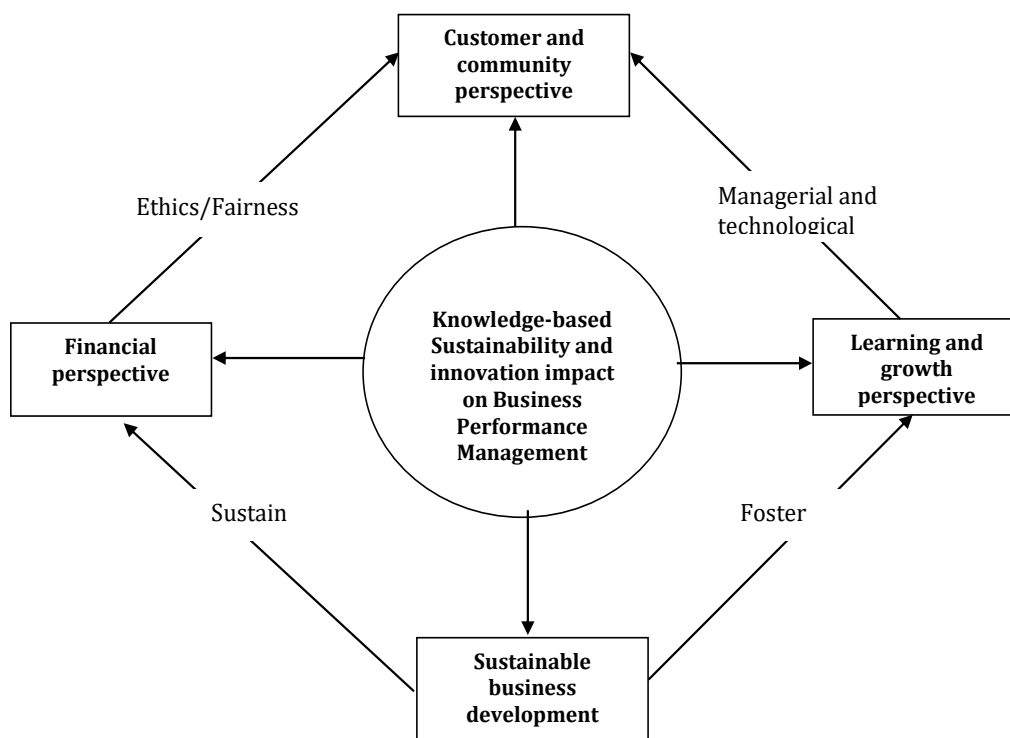 Customer and
community
perspective
Ethics/Fairness
Managerial and
technological
Knowledge-based
Sustainability and
innovation impact
on Business
Performance
Management
Financial
perspective
Learning and
growth
perspective
Sustain
Foster
Sustainable
business
development